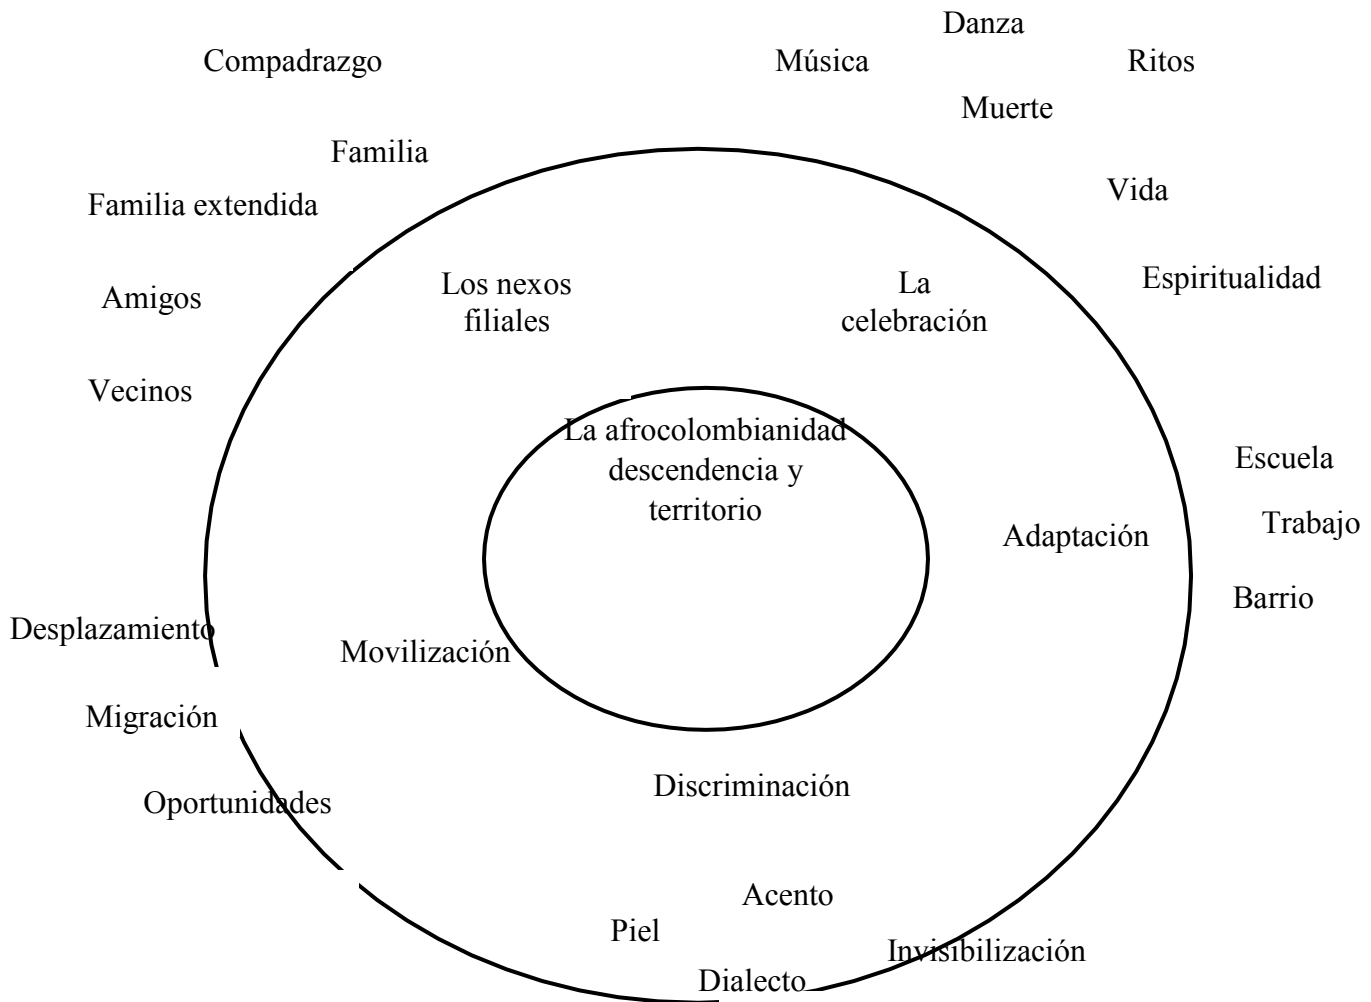 Danza
Compadrazgo
Música
Ritos
Muerte
Familia
Vida
Familia extendida
Espiritualidad
Los nexos
filiales
La
celebración
Amigos
Vecinos
La afrocolombianidad
descendencia y
territorio
Escuela
Trabajo
Adaptación
Barrio
Desplazamiento
Movilización
Migración
Discriminación
Oportunidades
Acento
Piel
Invisibilización
Dialecto